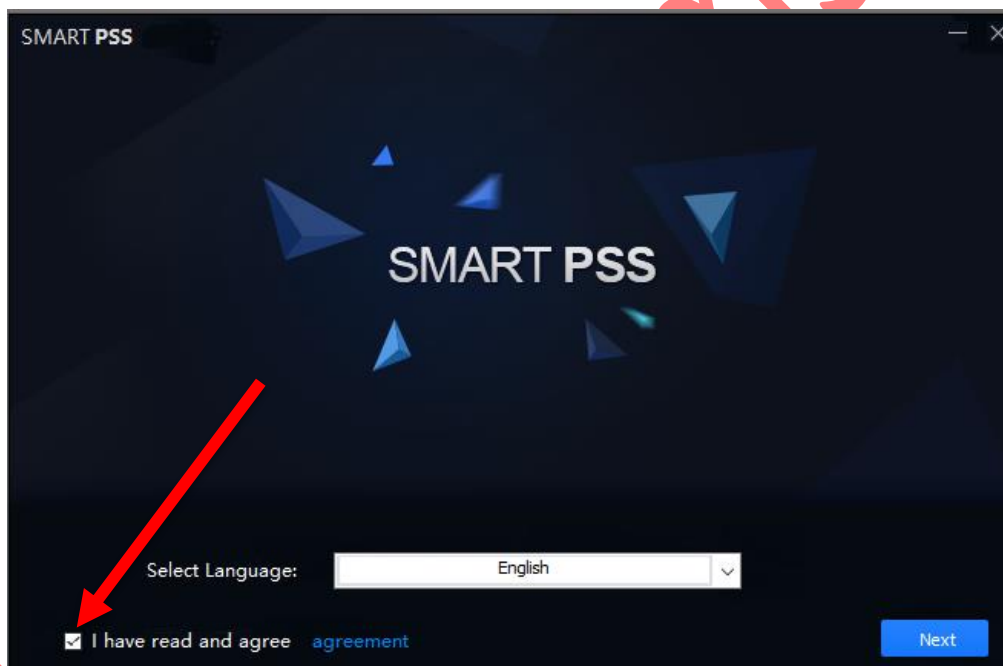 SMART PSS
SMART PSS
Select Language: English
I have read and agree agreement
Next